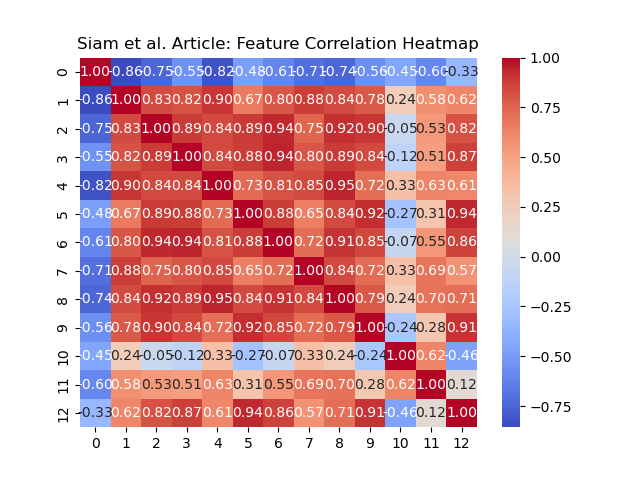 Siam et al. Article: Feature Correlation Heatmap
0 1.00 -0.86 -0.75 -0.55 -0.82 -0.48 -0.61 -0.71 -0.74 -0.56 -0.45 -0.60 -0.33
1 -0.86 1.00 0.83 0.82 0.90 0.67 0.80 0.88 0.84 0.78 0.24 0.58 0.62
2 -0.75 0.83 1.00 0.89 0.84 0.89 0.94 0.75 0.92 0.90 -0.05 0.53 0.82
3 -0.55 0.82 0.89 1.00 0.84 0.88 0.94 0.80 0.89 0.84 -0.12 0.51 0.87
4 -0.82 0.90 0.84 0.84 1.00 0.73 0.81 0.85 0.95 0.72 0.33 0.63 0.61
5 -0.48 0.67 0.89 0.88 0.73 1.00 0.88 0.65 0.84 0.92 -0.27 0.31 0.94
6 -0.61 0.80 0.94 0.94 0.81 0.88 1.00 0.72 0.91 0.85 -0.07 0.55 0.86
7 -0.71 0.88 0.75 0.80 0.85 0.65 0.72 1.00 0.84 0.72 0.33 0.69 0.57
8 -0.74 0.84 0.92 0.89 0.95 0.84 0.91 0.84 1.00 0.79 0.24 0.70 0.71
9 -0.56 0.78 0.90 0.84 0.72 0.92 0.85 0.72 0.79 1.00 -0.24 0.28 0.91
10 -0.45 0.24 -0.05 -0.12 0.33 -0.27 -0.07 0.33 0.24 -0.24 1.00 0.62 -0.46
11 -0.60 0.58 0.53 0.51 0.63 0.31 0.55 0.69 0.70 0.28 0.62 1.00 0.12
12 -0.33 0.62 0.82 0.87 0.61 0.94 0.86 0.57 0.71 0.91 -0.46 0.12 1.00
0 1 2 3 4 5 6 7 8 9 10 11 12
1.00
0.75
0.50
0.25
0.00
−0.25
−0.50
−0.75